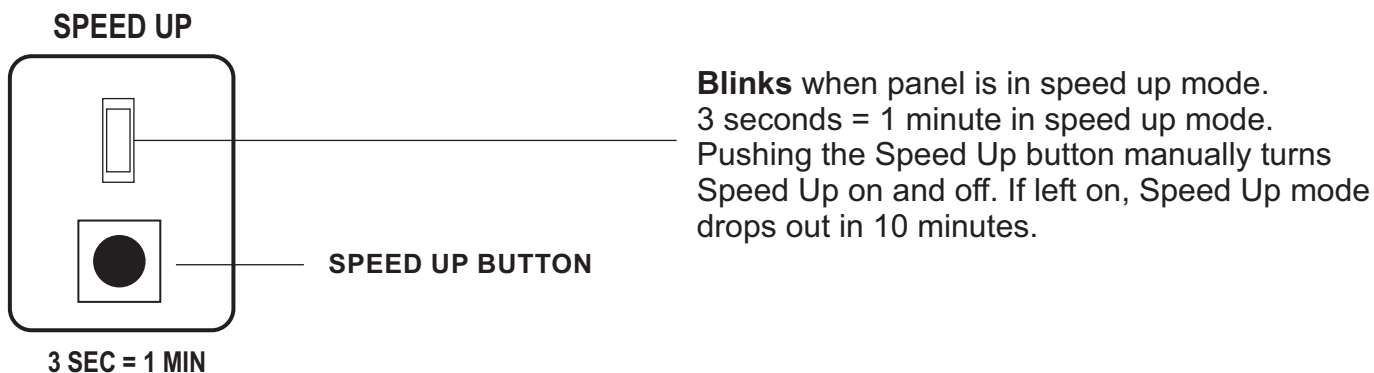 SPEED UP
Blinks when panel is in speed up mode.
3 seconds = 1 minute in speed up mode.
Pushing the Speed Up button manually turns
Speed Up on and off. If left on, Speed Up mode
drops out in 10 minutes.
SPEED UP BUTTON
3 SEC = 1 MIN